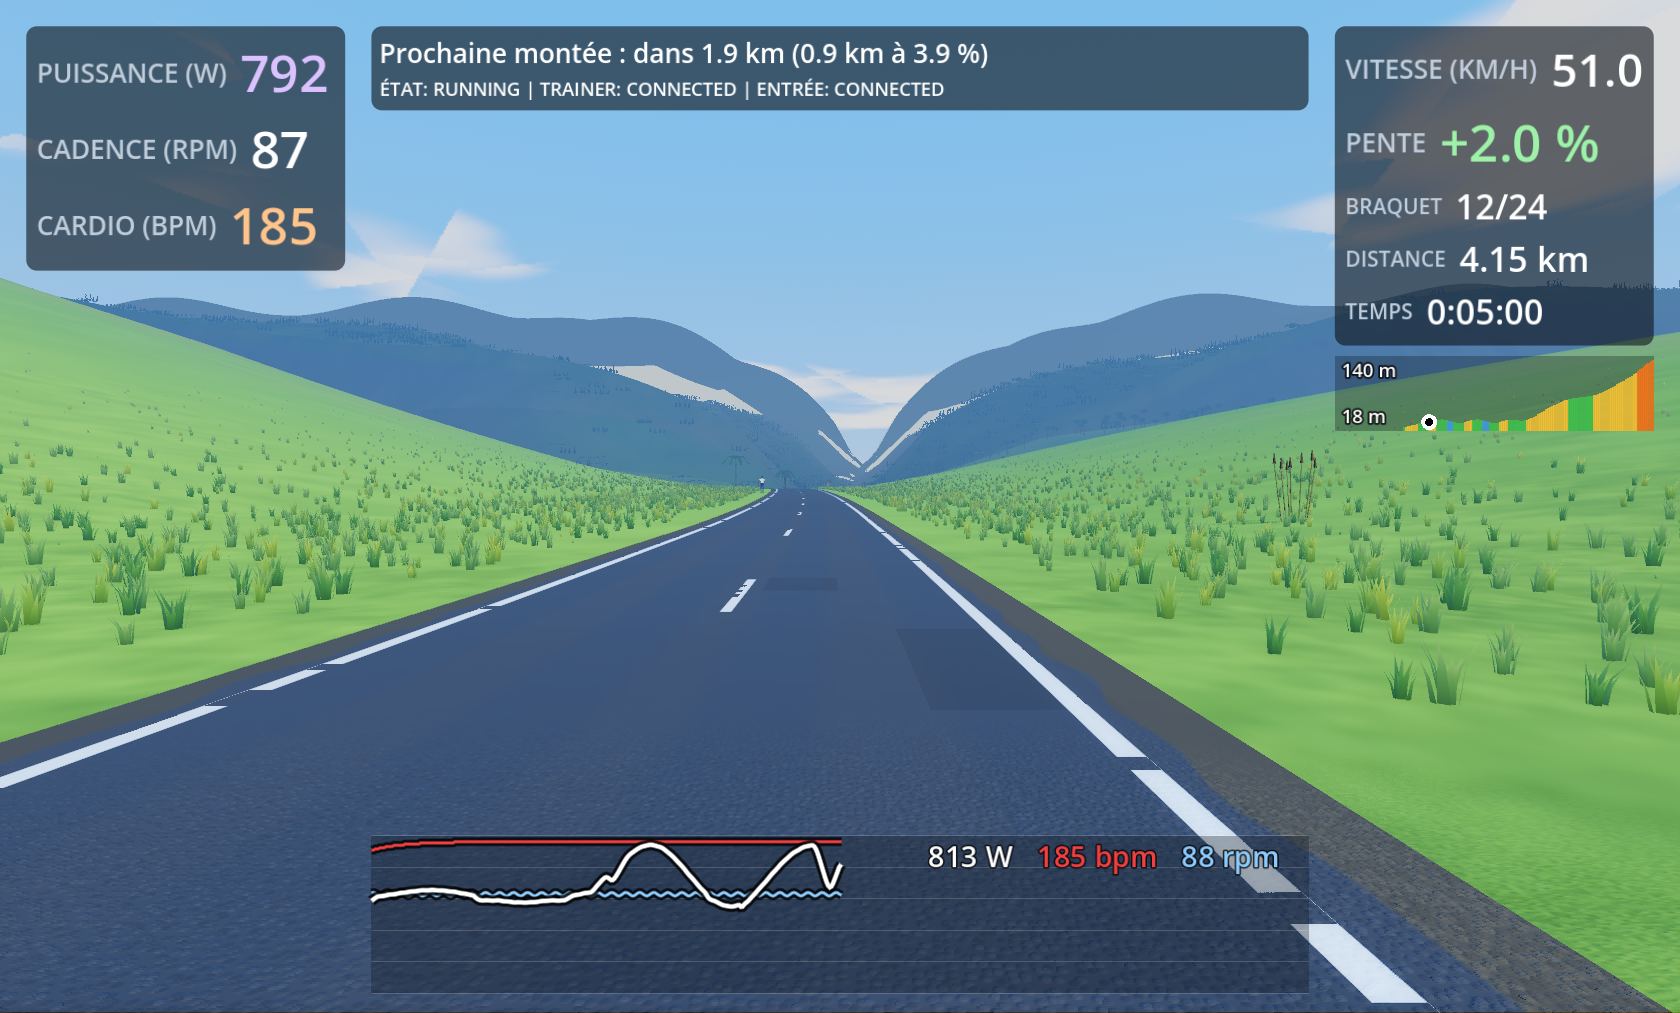 PUISSANCE (W) 792
CADENCE (RPM) 87
CARDIO (BPM) 185
Prochaine montée : dans 1.9 km (0.9 km à 3.9 %)
ÉTAT: RUNNING | TRAINER: CONNECTED | ENTRÉE: CONNECTED
VITESSE (KM/H) 51.0
PENTE +2.0 %
BRAQUET 12/24
DISTANCE 4.15 km
TEMPS 0:05:00
140 m
18 m
813 W 185 bpm 88 rpm